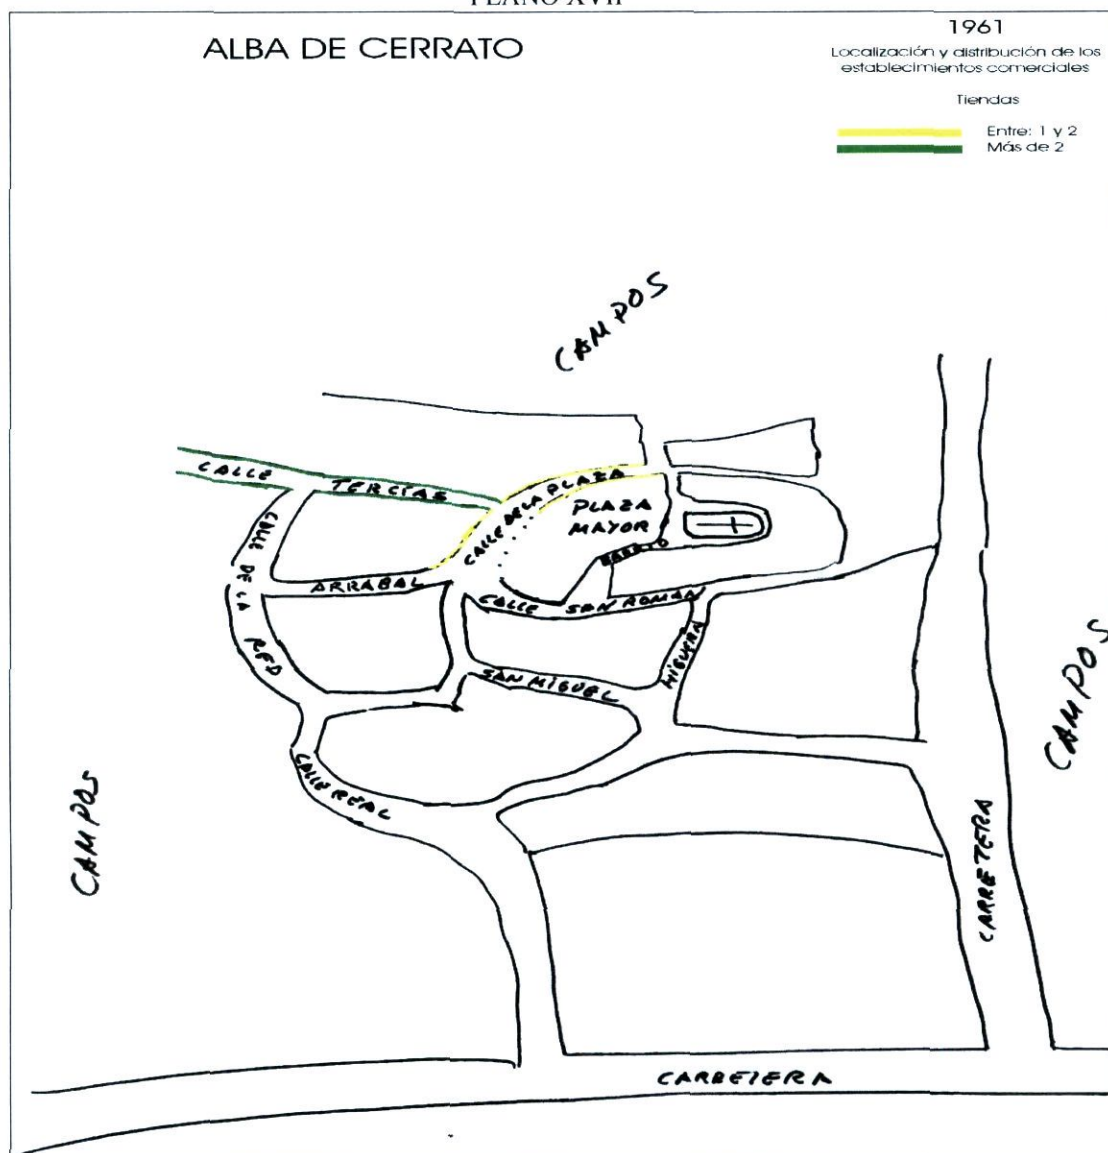 PLANO XVII
ALBA DE CERRATO
1961
Localización y distribución de los
establecimientos comerciales
Tiendas
Entre: 1 y 2
Más de 2
CAMPOS
CALLE TERCIAS
CALLE DE LA PLAZA
PLAZA
MAYOR
CALLE DE LA RED
ARRABAL
CALLE SAN ROMAN
HIGUERA
SAN MIGUEL
CALLE REAL
CAMPOS
CAMPOS
CARRETERA
CARRETERA